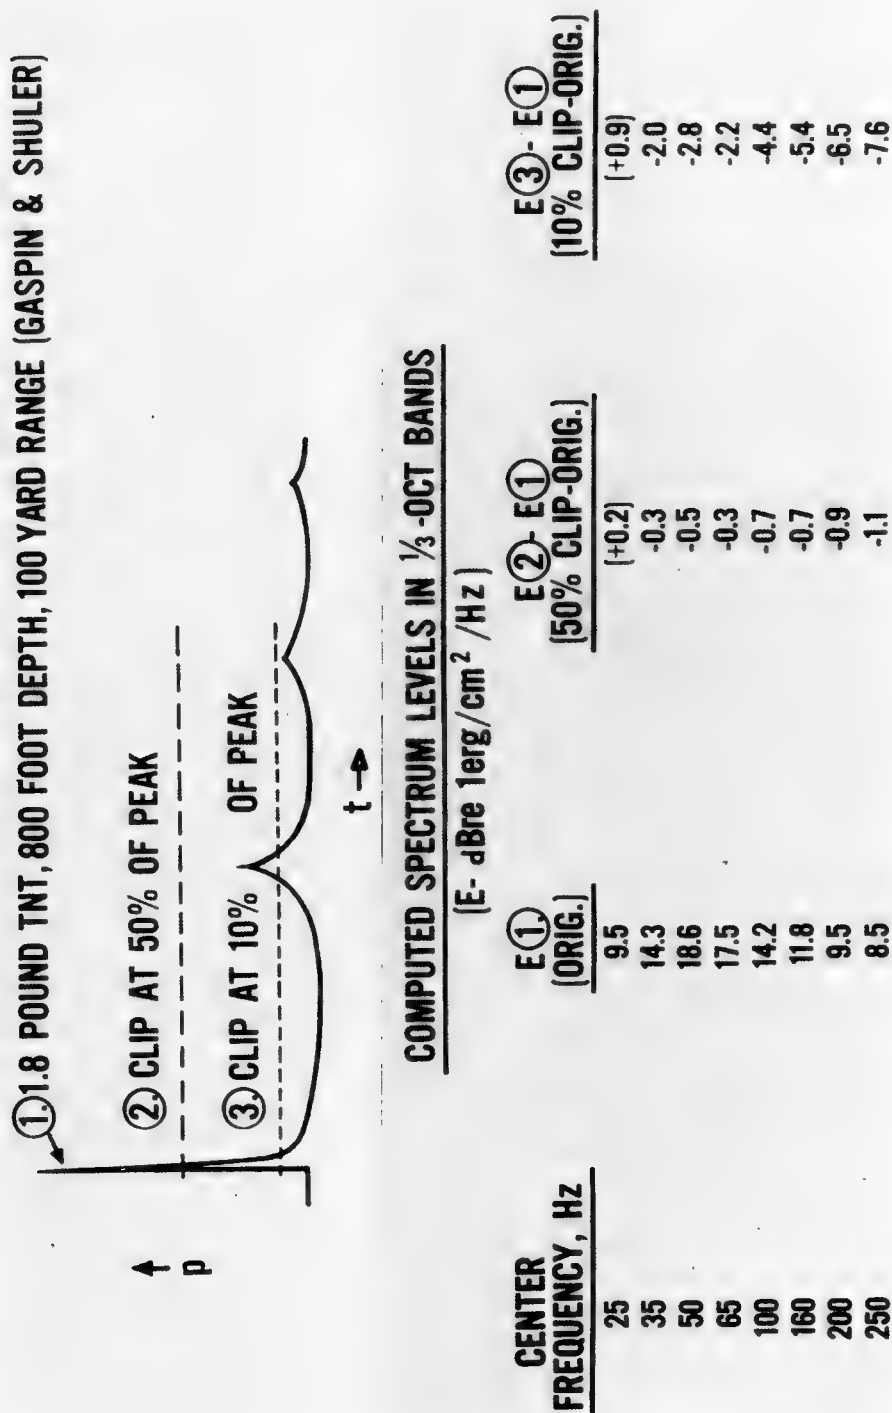 ① 1.8 POUND TNT, 800 FOOT DEPTH, 100 YARD RANGE (GASPIN & SHULER)
p
② CLIP AT 50% OF PEAK
③ CLIP AT 10% OF PEAK
t →
COMPUTED SPECTRUM LEVELS IN ⅓-OCT BANDS
(E- dBre 1erg/cm² /Hz)
CENTER FREQUENCY, Hz E① (ORIG.) E②- E① (50% CLIP-ORIG.) E③- E① (10% CLIP-ORIG.)
25 9.5 (+0.2) (+0.9)
35 14.3 -0.3 -2.0
50 18.6 -0.5 -2.8
65 17.5 -0.3 -2.2
100 14.2 -0.7 -4.4
160 11.8 -0.7 -5.4
200 9.5 -0.9 -6.5
250 8.5 -1.1 -7.6